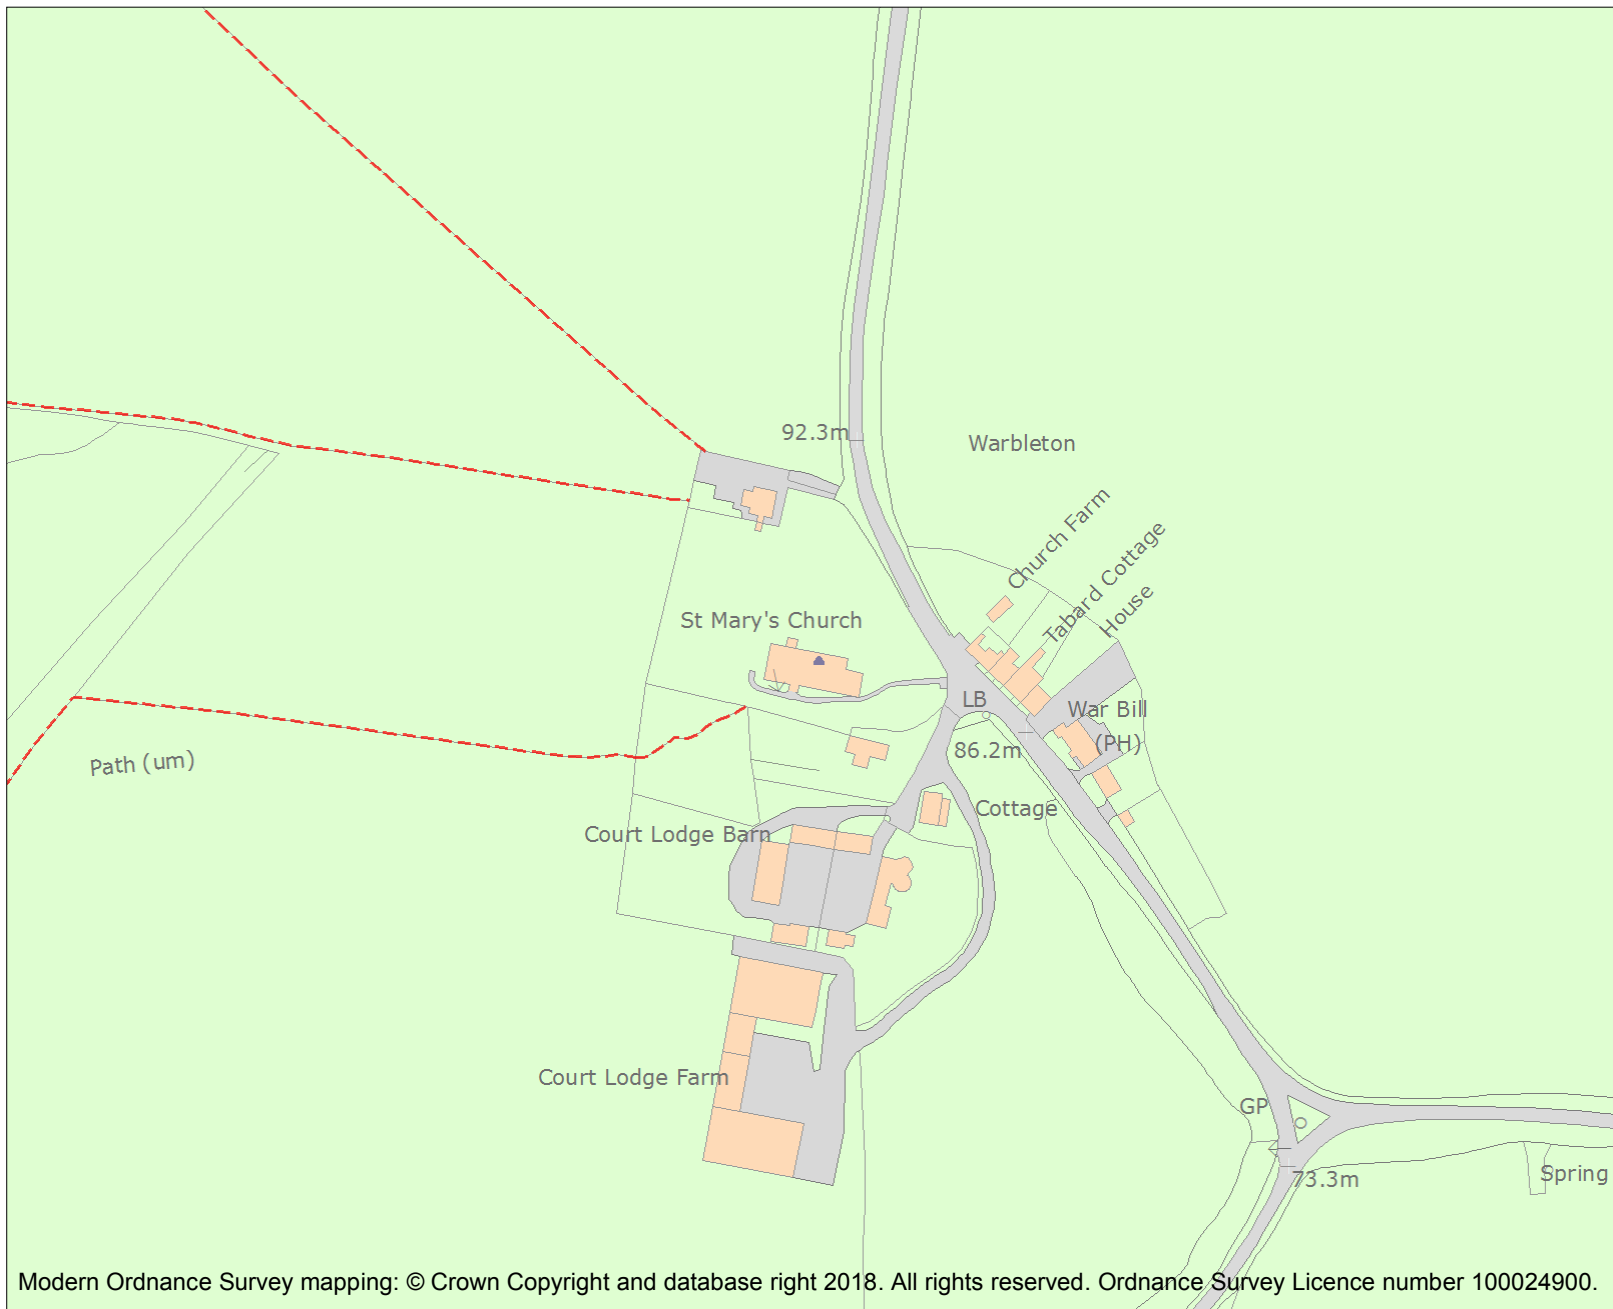 92.3m
Warbleton
Church Farm
Tabard Cottage
House
St Mary's Church
LB
War Bill
(PH)
86.2m
Path (um)
Cottage
Court Lodge Barn
Court Lodge Farm
GP
73.3m
Spring
Modern Ordnance Survey mapping: © Crown Copyright and database right 2018. All rights reserved. Ordnance Survey Licence number 100024900.